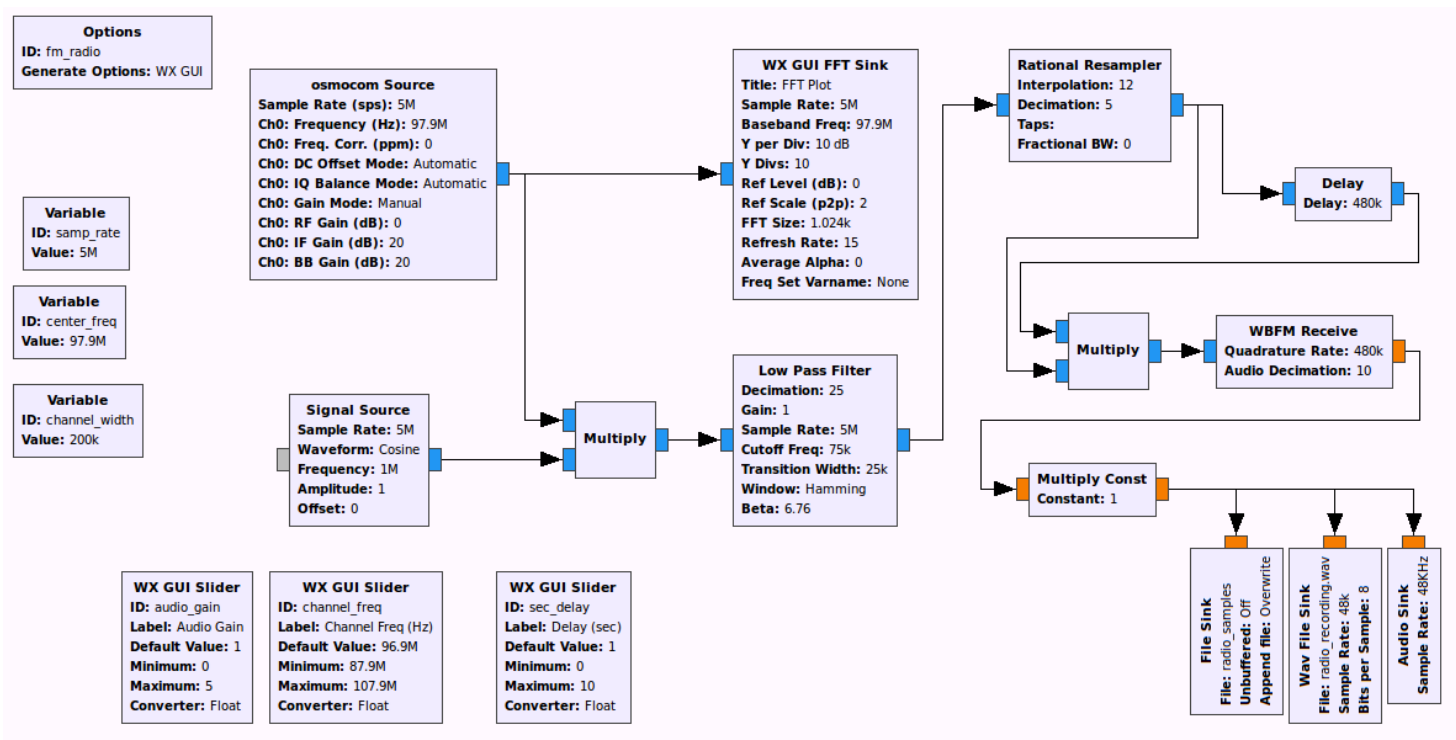 Options
ID: fm_radio
Generate Options: WX GUI
osmocom Source
Sample Rate (sps): 5M
Ch0: Frequency (Hz): 97.9M
Ch0: Freq. Corr. (ppm): 0
Ch0: DC Offset Mode: Automatic
Ch0: IQ Balance Mode: Automatic
Ch0: Gain Mode: Manual
Ch0: RF Gain (dB): 0
Ch0: IF Gain (dB): 20
Ch0: BB Gain (dB): 20
WX GUI FFT Sink
Title: FFT Plot
Sample Rate: 5M
Baseband Freq: 97.9M
Y per Div: 10 dB
Y Divs: 10
Ref Level (dB): 0
Ref Scale (p2p): 2
FFT Size: 1.024k
Refresh Rate: 15
Average Alpha: 0
Freq Set Varname: None
Rational Resampler
Interpolation: 12
Decimation: 5
Taps:
Fractional BW: 0
Delay
Delay: 480k
Variable
ID: samp_rate
Value: 5M
Variable
ID: center_freq
Value: 97.9M
Variable
ID: channel_width
Value: 200k
Signal Source
Sample Rate: 5M
Waveform: Cosine
Frequency: 1M
Amplitude: 1
Offset: 0
Multiply
Low Pass Filter
Decimation: 25
Gain: 1
Sample Rate: 5M
Cutoff Freq: 75k
Transition Width: 25k
Window: Hamming
Beta: 6.76
Multiply
WBFM Receive
Quadrature Rate: 480k
Audio Decimation: 10
Multiply Const
Constant: 1
WX GUI Slider
ID: audio_gain
Label: Audio Gain
Default Value: 1
Minimum: 0
Maximum: 5
Converter: Float
WX GUI Slider
ID: channel_freq
Label: Channel Freq (Hz)
Default Value: 96.9M
Minimum: 87.9M
Maximum: 107.9M
Converter: Float
WX GUI Slider
ID: sec_delay
Label: Delay (sec)
Default Value: 1
Minimum: 0
Maximum: 10
Converter: Float
File Sink
File: radio_samples
Unbuffered: Off
Append file: Overwrite
Wav File Sink
File: radio_recording.wav
Sample Rate: 48k
Bits per Sample: 8
Audio Sink
Sample Rate: 48KHz